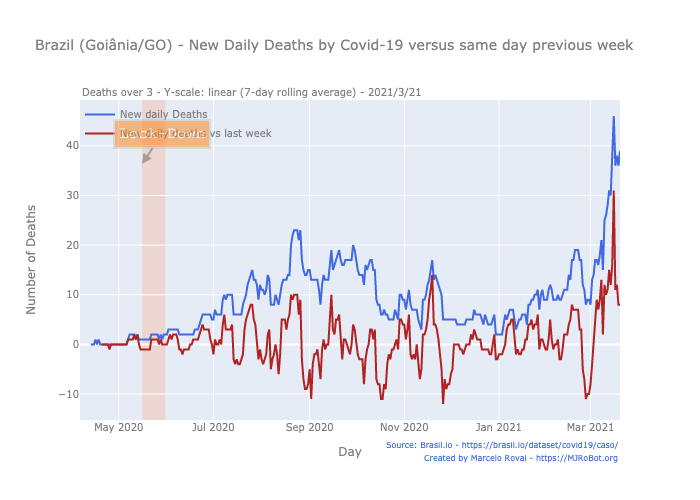 Brazil (Goiânia/GO) - New Daily Deaths by Covid-19 versus same day previous week
Deaths over 3 - Y-scale: linear (7-day rolling average) - 2021/3/21
New daily Deaths
New daily Deaths vs last week
Lock Down
40
30
20
10
0
−10
Number of Deaths
May 2020 Jul 2020 Sep 2020 Nov 2020 Jan 2021 Mar 2021
Day
Source: Brasil.io - https://brasil.io/dataset/covid19/caso/
Created by Marcelo Rovai - https://MJRoBot.org